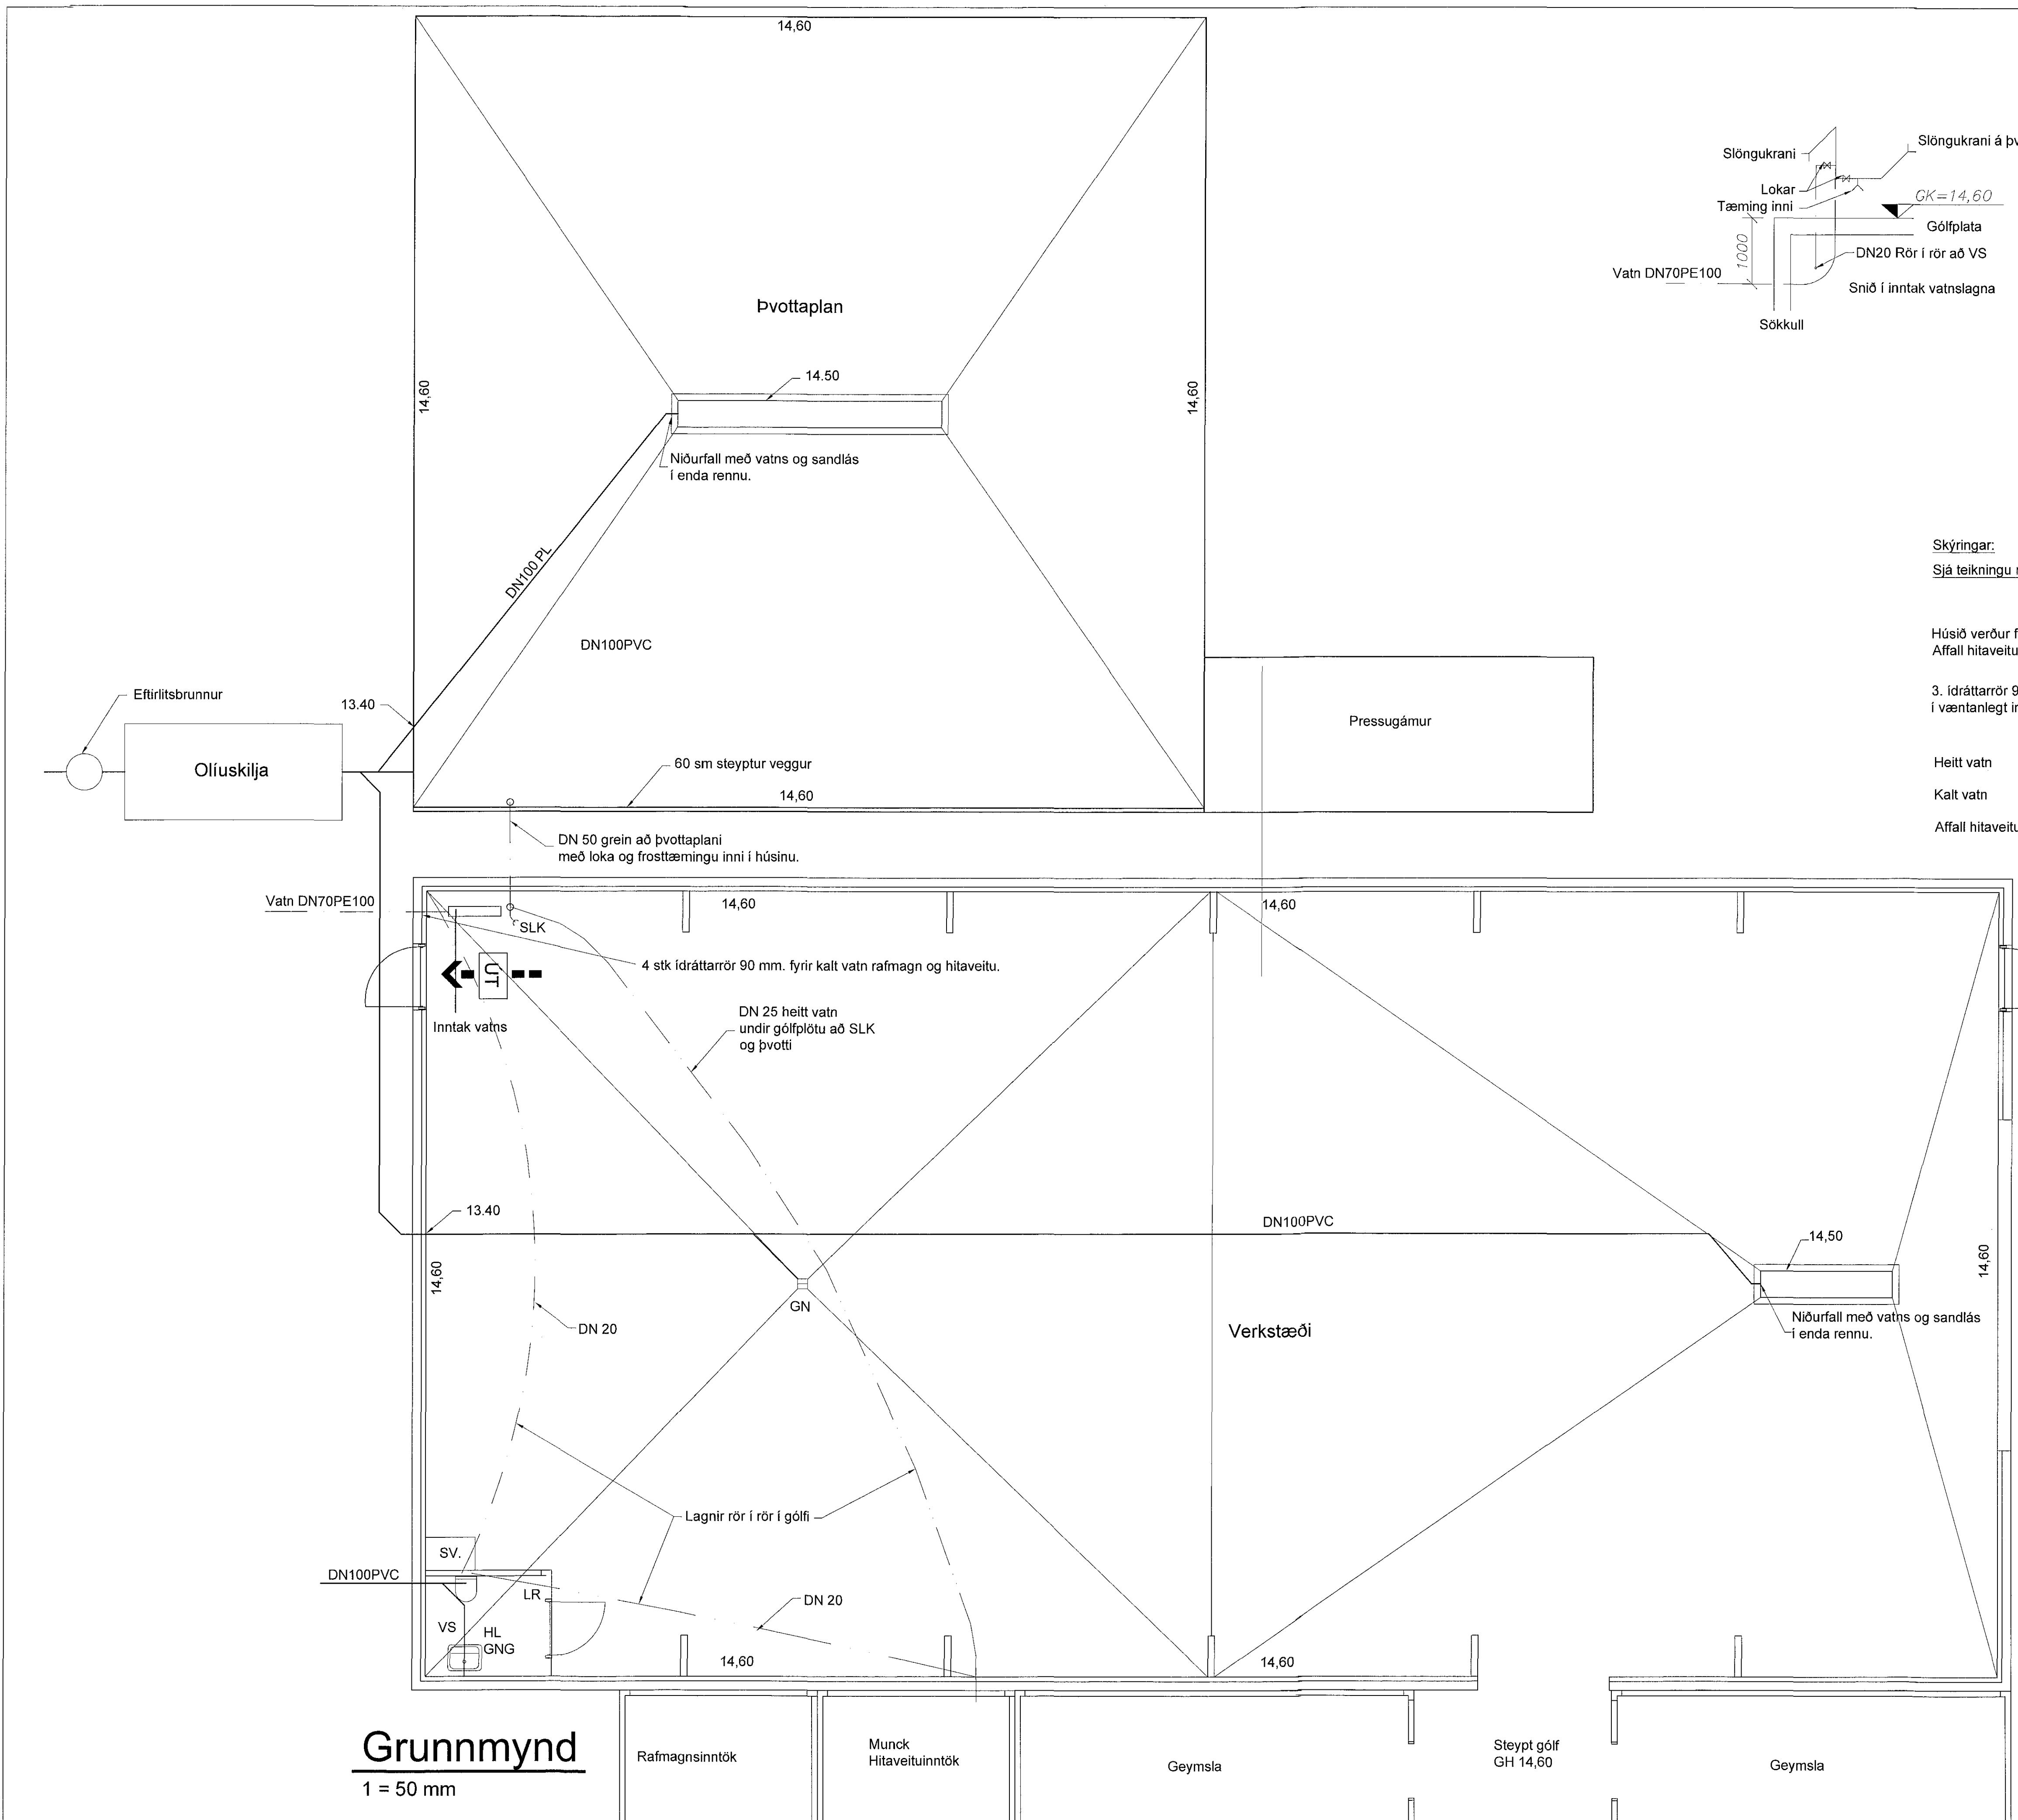 14,60
Þvottaplan
14.50
14,60
14,60
Niðurfall með vatns og sandlás
í enda rennu.
DN100 PL
DN100PVC
Eftirlitsbrunnur
13.40
Olíuskilja
60 sm steyptur veggur
14,60
Pressugámur
DN 50 grein að þvottaplani
með loka og frosttæmingu inni í húsinu.
Slöngukrani
Slöngukrani á þv
Lokar
Tæming inni
GK=14,60
Gólfplata
1000
DN20 Rör í rör að VS
Vatn DN70PE100
Snið í inntak vatnslagna
Sökkull
Skýringar:
Sjá teikningu
Húsið verður f
Affall hitaveitu
3. ídráttarrör 9
í væntanlegt
Heitt vatn
Kalt vatn
Affall hitaveitu
Vatn DN70PE100
14,60
14,60
SLK
4 stk ídráttarrör 90 mm. fyrir kalt vatn rafmagn og hitaveitu.
ÚT
Inntak vatns
DN 25 heitt vatn
undir gólfplötu að SLK
og þvotti
13.40
DN100PVC
14,50
14,60
14,60
GN
DN 20
Verkstæði
Niðurfall með vatns og sandlás
í enda rennu.
Lagnir rör í rör í gólfi
SV.
DN100PVC
LR
DN 20
VS
HL
GNG
14,60
14,60
Grunnmynd
1 = 50 mm
Rafmagnsinntök
Munck
Hitaveituinntök
Geymsla
Steypt gólf
GH 14,60
Geymsla